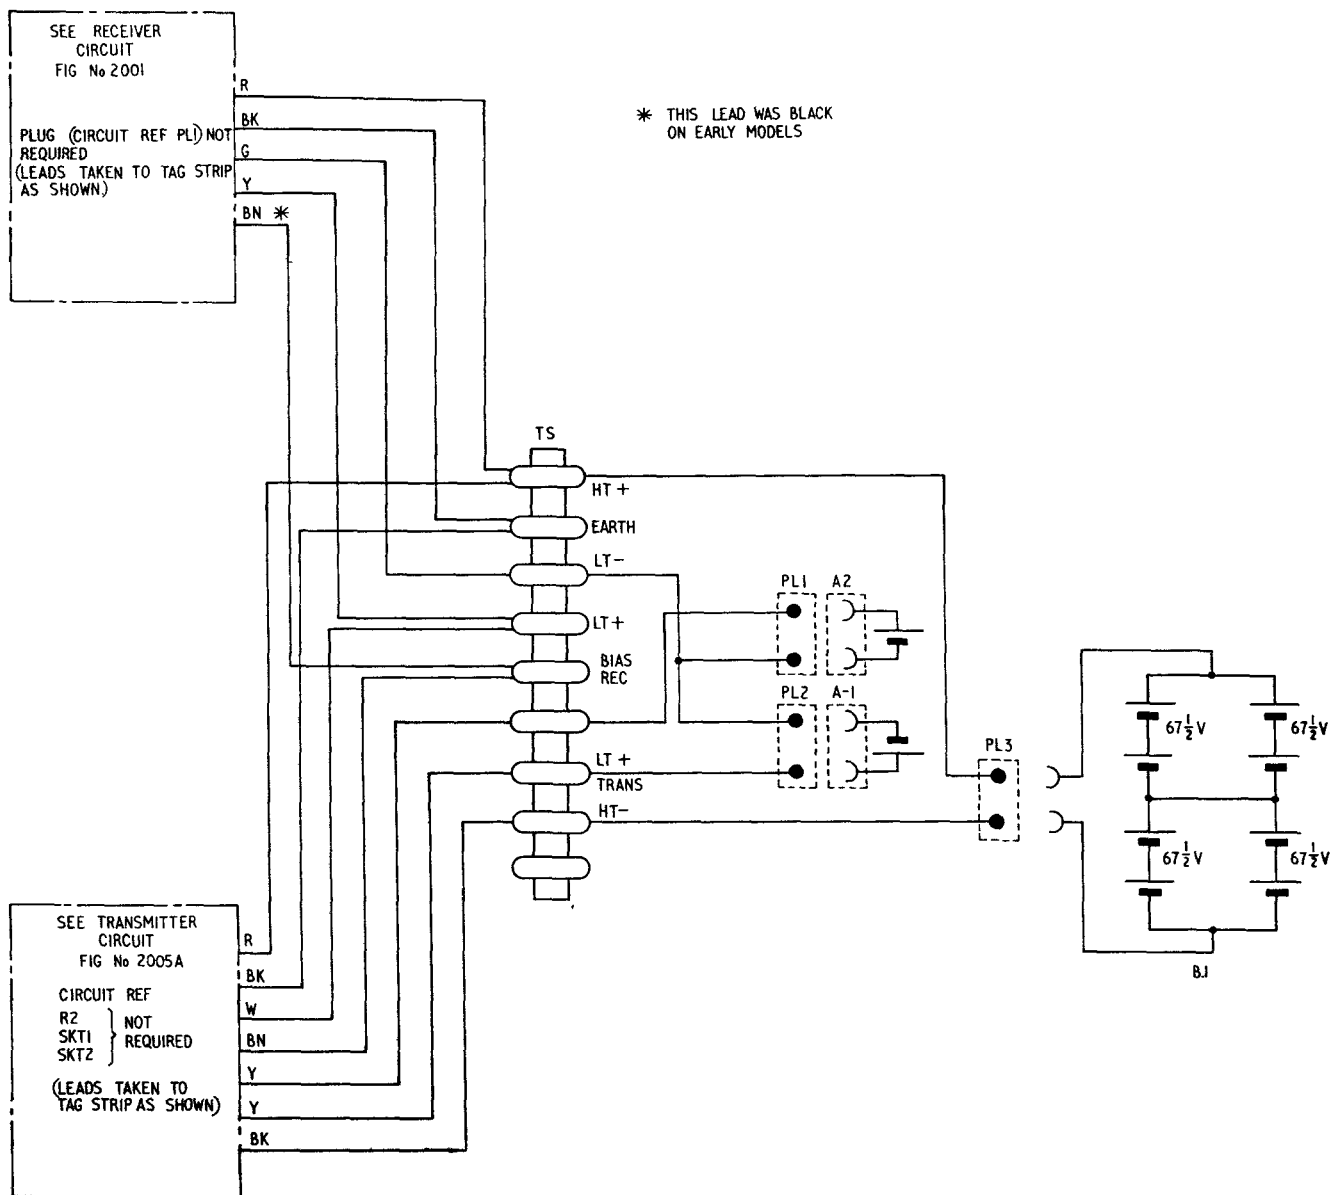 SEE RECEIVER
CIRCUIT
FIG No 2001
PLUG (CIRCUIT REF PL1) NOT
REQUIRED
(LEADS TAKEN TO TAG STRIP
AS SHOWN.)
R
BK
G
Y
BN *
* THIS LEAD WAS BLACK
ON EARLY MODELS
TS
HT +
EARTH
LT -
LT +
BIAS
REC
LT +
TRANS
HT-
PL1
A2
PL2
A-1
PL3
67½V
67½V
67½V
67½V
B.1
SEE TRANSMITTER
CIRCUIT
FIG No 2005A
CIRCUIT REF
R2
SKT1
SKT2
NOT
REQUIRED
(LEADS TAKEN TO
TAG STRIP AS SHOWN)
R
BK
W
BN
Y
Y
BK